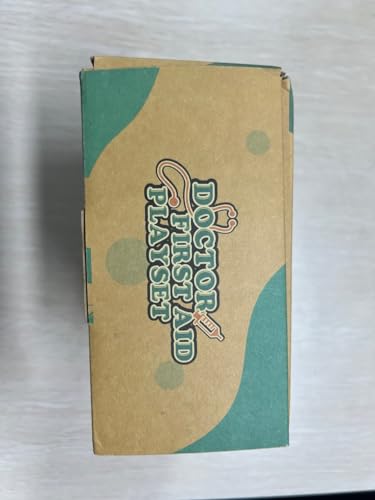 DOCTOR
FIRST AID
PLAYSET